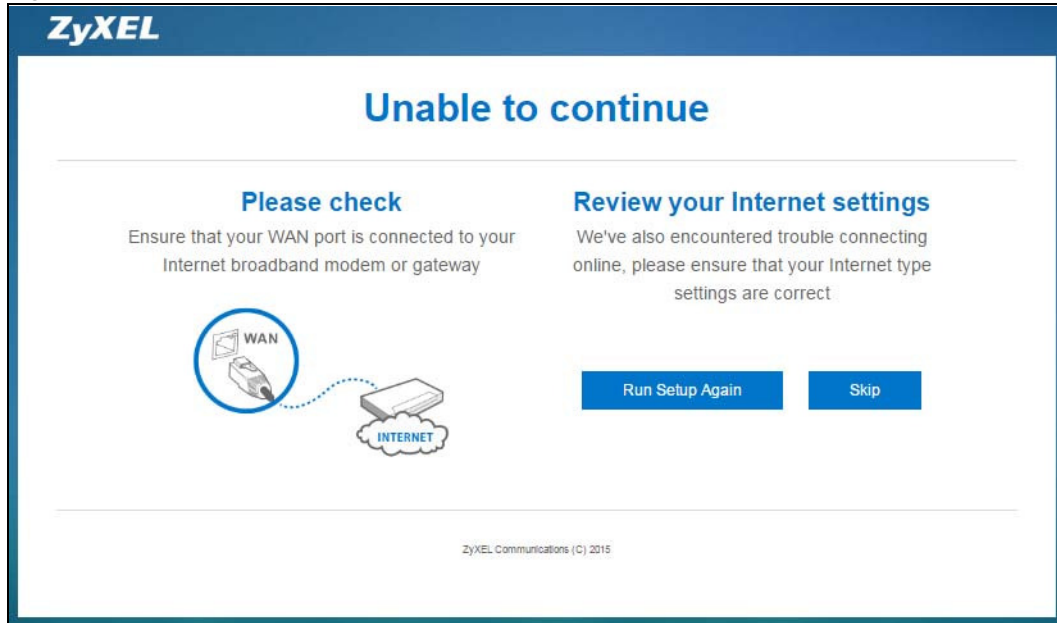 ZyXEL
Unable to continue
Please check
Ensure that your WAN port is connected to your
Internet broadband modem or gateway
WAN
INTERNET
Review your Internet settings
We've also encountered trouble connecting
online, please ensure that your Internet type
settings are correct
Run Setup Again
Skip
ZyXEL Communications (C) 2015